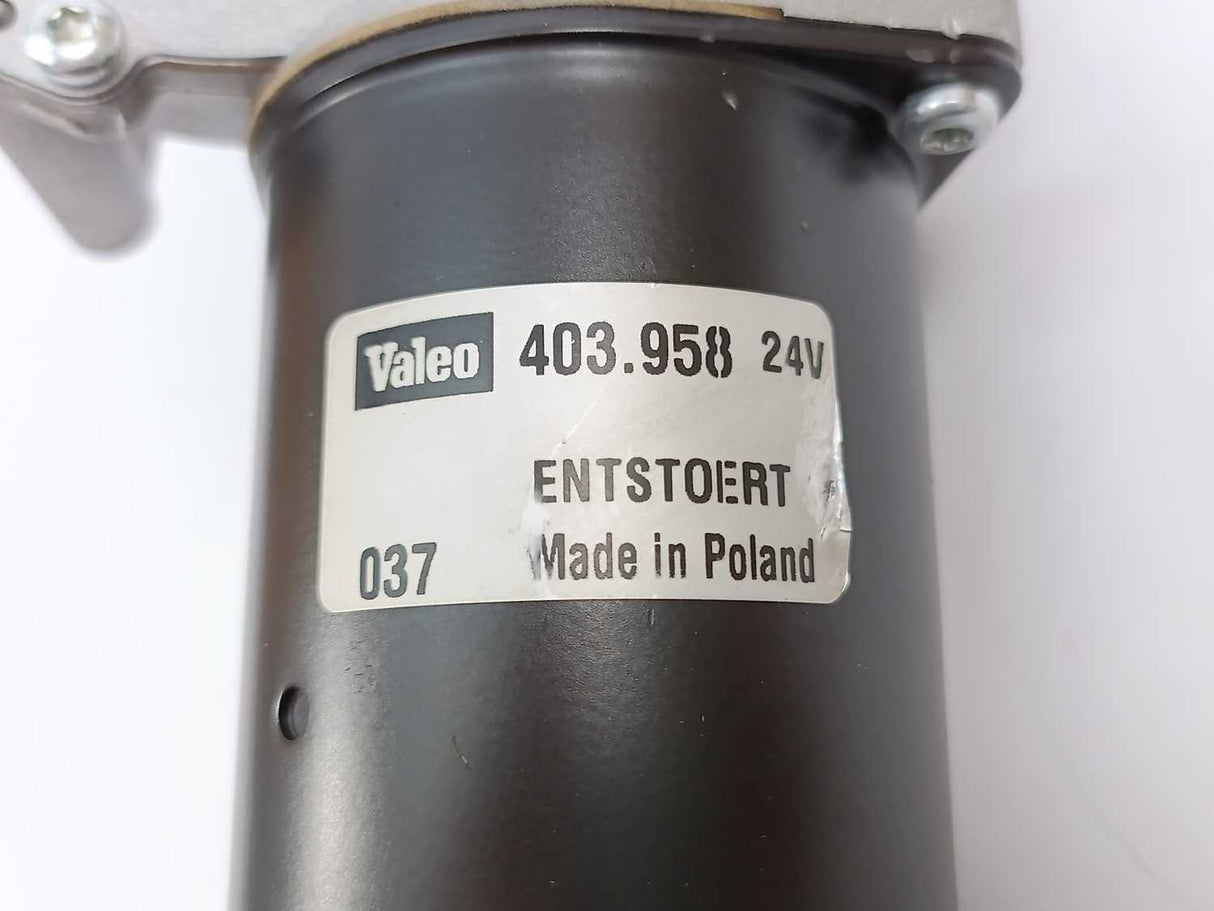 Valeo 403.958 24V
ENTSTOERT
037 Made in Poland